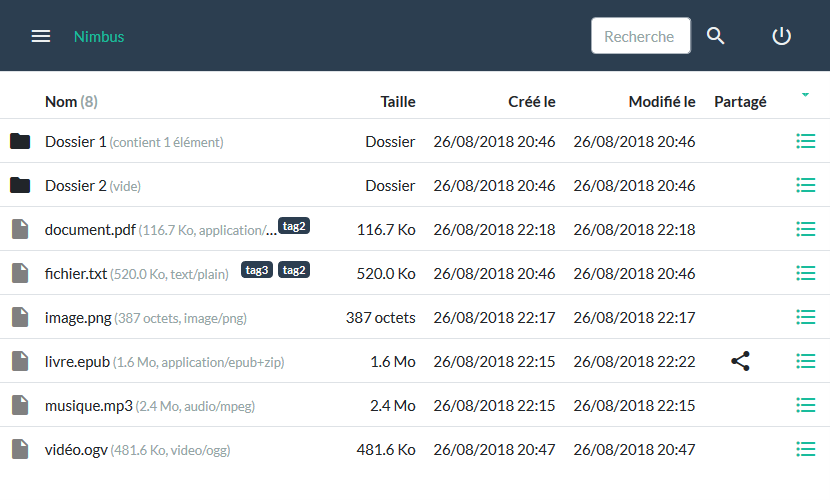 Nimbus Recherche
Nom (8) Taille Créé le Modifié le Partagé
Dossier 1 (contient 1 élément) Dossier 26/08/2018 20:46 26/08/2018 20:46
Dossier 2 (vide) Dossier 26/08/2018 20:46 26/08/2018 20:46
document.pdf (116.7 Ko, application/... tag2 116.7 Ko 26/08/2018 22:18 26/08/2018 22:18
fichier.txt (520.0 Ko, text/plain) tag3 tag2 520.0 Ko 26/08/2018 20:46 26/08/2018 20:46
image.png (387 octets, image/png) 387 octets 26/08/2018 22:17 26/08/2018 22:17
livre.epub (1.6 Mo, application/epub+zip) 1.6 Mo 26/08/2018 22:15 26/08/2018 22:22
musique.mp3 (2.4 Mo, audio/mpeg) 2.4 Mo 26/08/2018 22:15 26/08/2018 22:15
vidéo.ogv (481.6 Ko, video/ogg) 481.6 Ko 26/08/2018 20:47 26/08/2018 20:47